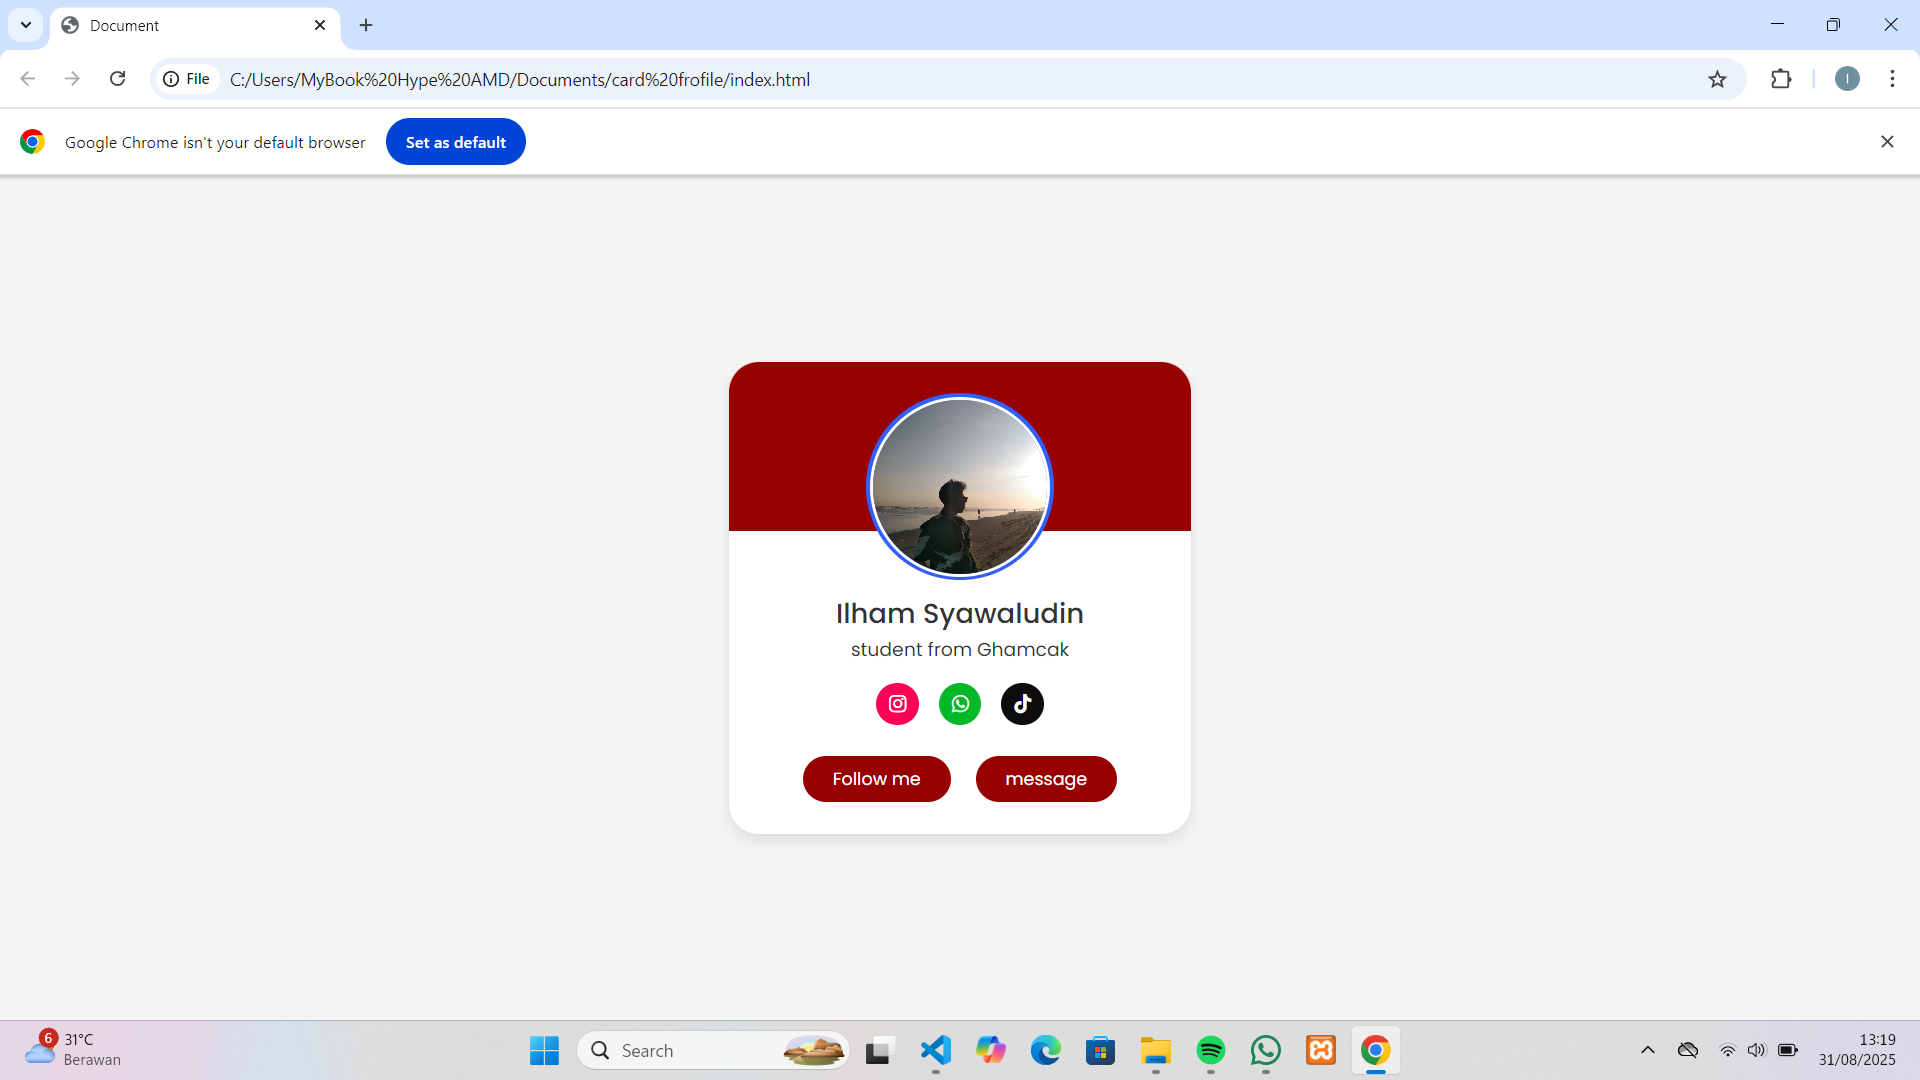 Document
File
C:/Users/MyBook%20Hype%20AMD/Documents/card%20frofile/index.html
I
Google Chrome isn't your default browser
Set as default
Ilham Syawaludin
student from Ghamcak
Follow me
message
6
31°C
Berawan
Search
13:19
31/08/2025